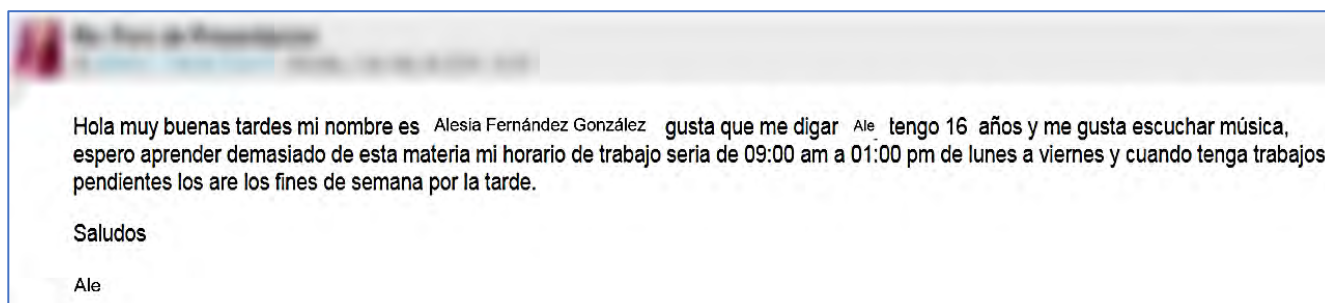 Hola muy buenas tardes mi nombre es Alesia Fernández González gusta que me digar Ale tengo 16 años y me gusta escuchar música,
espero aprender demasiado de esta materia mi horario de trabajo seria de 09:00 am a 01:00 pm de lunes a viernes y cuando tenga trabajos
pendientes los are los fines de semana por la tarde.
Saludos
Ale